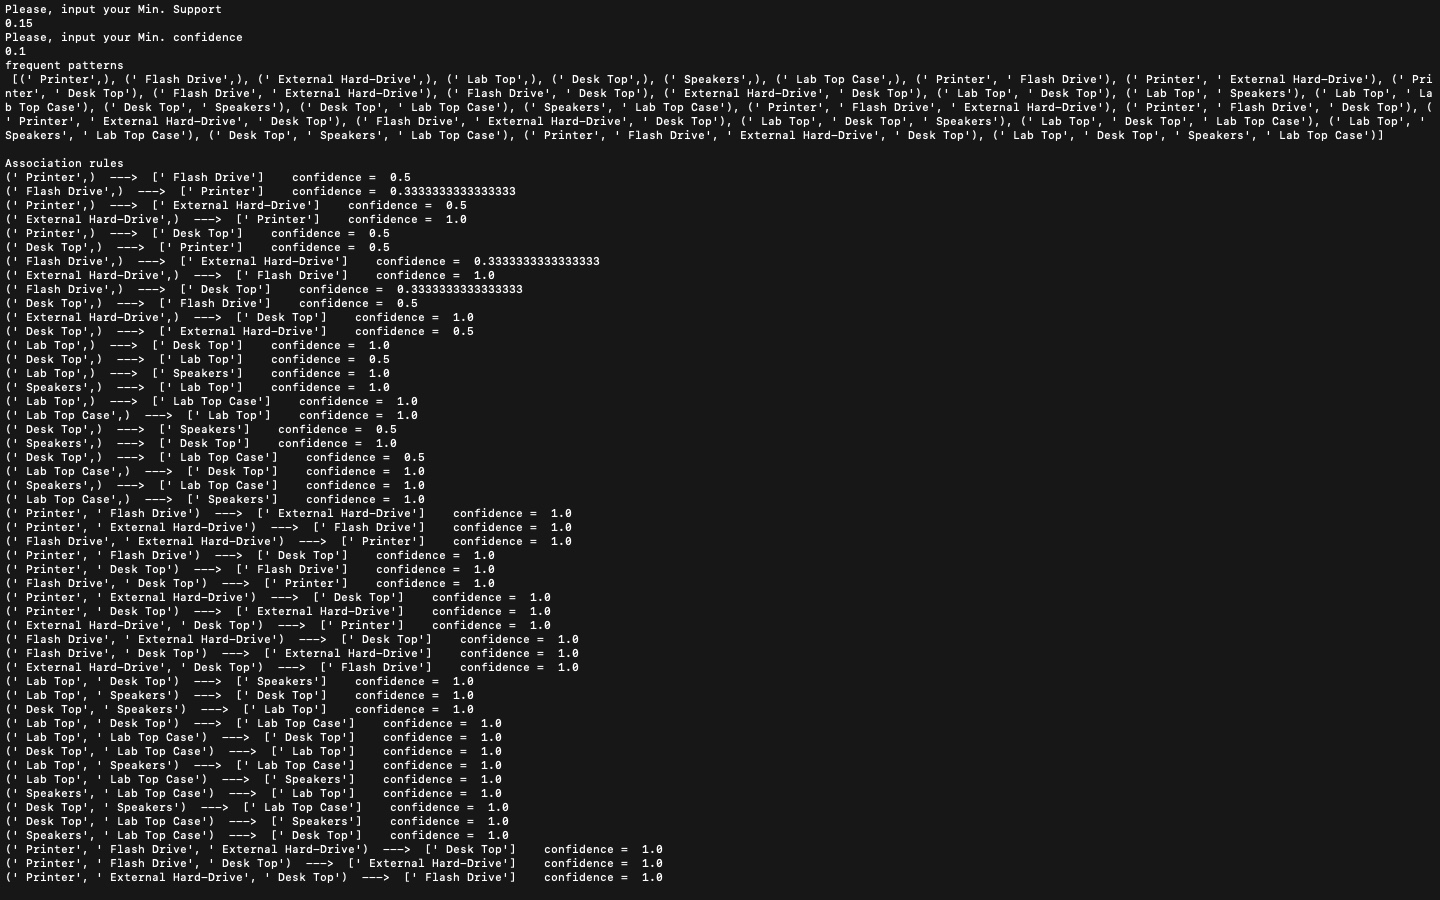 Please, input your Min. Support
0.15
Please, input your Min. confidence
0.1
frequent patterns
 [(' Printer',), (' Flash Drive',), (' External Hard-Drive',), (' Lab Top',), (' Desk Top',), (' Speakers',), (' Lab Top Case',), (' Printer', ' Flash Drive'), (' Printer', ' External Hard-Drive'), (' Pri
nter', ' Desk Top'), (' Flash Drive', ' External Hard-Drive'), (' Flash Drive', ' Desk Top'), (' External Hard-Drive', ' Desk Top'), (' Lab Top', ' Desk Top'), (' Lab Top', ' Speakers'), (' Lab Top', ' La
b Top Case'), (' Desk Top', ' Speakers'), (' Desk Top', ' Lab Top Case'), (' Speakers', ' Lab Top Case'), (' Printer', ' Flash Drive', ' External Hard-Drive'), (' Printer', ' Flash Drive', ' Desk Top'), (
' Printer', ' External Hard-Drive', ' Desk Top'), (' Flash Drive', ' External Hard-Drive', ' Desk Top'), (' Lab Top', ' Desk Top', ' Speakers'), (' Lab Top', ' Desk Top', ' Lab Top Case'), (' Lab Top', '
Speakers', ' Lab Top Case'), (' Desk Top', ' Speakers', ' Lab Top Case'), (' Printer', ' Flash Drive', ' External Hard-Drive', ' Desk Top'), (' Lab Top', ' Desk Top', ' Speakers', ' Lab Top Case')]

Association rules
(' Printer',)  ---->  [' Flash Drive']    confidence =  0.5
(' Flash Drive',)  ---->  [' Printer']    confidence =  0.3333333333333333
(' Printer',)  ---->  [' External Hard-Drive']    confidence =  0.5
(' External Hard-Drive',)  ---->  [' Printer']    confidence =  1.0
(' Printer',)  ---->  [' Desk Top']    confidence =  0.5
(' Desk Top',)  ---->  [' Printer']    confidence =  0.5
(' Flash Drive',)  ---->  [' External Hard-Drive']    confidence =  0.3333333333333333
(' External Hard-Drive',)  ---->  [' Flash Drive']    confidence =  1.0
(' Flash Drive',)  ---->  [' Desk Top']    confidence =  0.3333333333333333
(' Desk Top',)  ---->  [' Flash Drive']    confidence =  0.5
(' External Hard-Drive',)  ---->  [' Desk Top']    confidence =  1.0
(' Desk Top',)  ---->  [' External Hard-Drive']    confidence =  0.5
(' Lab Top',)  ---->  [' Desk Top']    confidence =  1.0
(' Desk Top',)  ---->  [' Lab Top']    confidence =  0.5
(' Lab Top',)  ---->  [' Speakers']    confidence =  1.0
(' Speakers',)  ---->  [' Lab Top']    confidence =  1.0
(' Lab Top',)  ---->  [' Lab Top Case']    confidence =  1.0
(' Lab Top Case',)  ---->  [' Lab Top']    confidence =  1.0
(' Desk Top',)  ---->  [' Speakers']    confidence =  0.5
(' Speakers',)  ---->  [' Desk Top']    confidence =  1.0
(' Desk Top',)  ---->  [' Lab Top Case']    confidence =  0.5
(' Lab Top Case',)  ---->  [' Desk Top']    confidence =  1.0
(' Speakers',)  ---->  [' Lab Top Case']    confidence =  1.0
(' Lab Top Case',)  ---->  [' Speakers']    confidence =  1.0
(' Printer', ' Flash Drive')  ---->  [' External Hard-Drive']    confidence =  1.0
(' Printer', ' External Hard-Drive')  ---->  [' Flash Drive']    confidence =  1.0
(' Flash Drive', ' External Hard-Drive')  ---->  [' Printer']    confidence =  1.0
(' Printer', ' Flash Drive')  ---->  [' Desk Top']    confidence =  1.0
(' Printer', ' Desk Top')  ---->  [' Flash Drive']    confidence =  1.0
(' Flash Drive', ' Desk Top')  ---->  [' Printer']    confidence =  1.0
(' Printer', ' External Hard-Drive')  ---->  [' Desk Top']    confidence =  1.0
(' Printer', ' Desk Top')  ---->  [' External Hard-Drive']    confidence =  1.0
(' External Hard-Drive', ' Desk Top')  ---->  [' Printer']    confidence =  1.0
(' Flash Drive', ' External Hard-Drive')  ---->  [' Desk Top']    confidence =  1.0
(' Flash Drive', ' Desk Top')  ---->  [' External Hard-Drive']    confidence =  1.0
(' External Hard-Drive', ' Desk Top')  ---->  [' Flash Drive']    confidence =  1.0
(' Lab Top', ' Desk Top')  ---->  [' Speakers']    confidence =  1.0
(' Lab Top', ' Speakers')  ---->  [' Desk Top']    confidence =  1.0
(' Desk Top', ' Speakers')  ---->  [' Lab Top']    confidence =  1.0
(' Lab Top', ' Desk Top')  ---->  [' Lab Top Case']    confidence =  1.0
(' Lab Top', ' Lab Top Case')  ---->  [' Desk Top']    confidence =  1.0
(' Desk Top', ' Lab Top Case')  ---->  [' Lab Top']    confidence =  1.0
(' Lab Top', ' Speakers')  ---->  [' Lab Top Case']    confidence =  1.0
(' Lab Top', ' Lab Top Case')  ---->  [' Speakers']    confidence =  1.0
(' Speakers', ' Lab Top Case')  ---->  [' Lab Top']    confidence =  1.0
(' Desk Top', ' Speakers')  ---->  [' Lab Top Case']    confidence =  1.0
(' Desk Top', ' Lab Top Case')  ---->  [' Speakers']    confidence =  1.0
(' Speakers', ' Lab Top Case')  ---->  [' Desk Top']    confidence =  1.0
(' Printer', ' Flash Drive', ' External Hard-Drive')  ---->  [' Desk Top']    confidence =  1.0
(' Printer', ' Flash Drive', ' Desk Top')  ---->  [' External Hard-Drive']    confidence =  1.0
(' Printer', ' External Hard-Drive', ' Desk Top')  ---->  [' Flash Drive']    confidence =  1.0